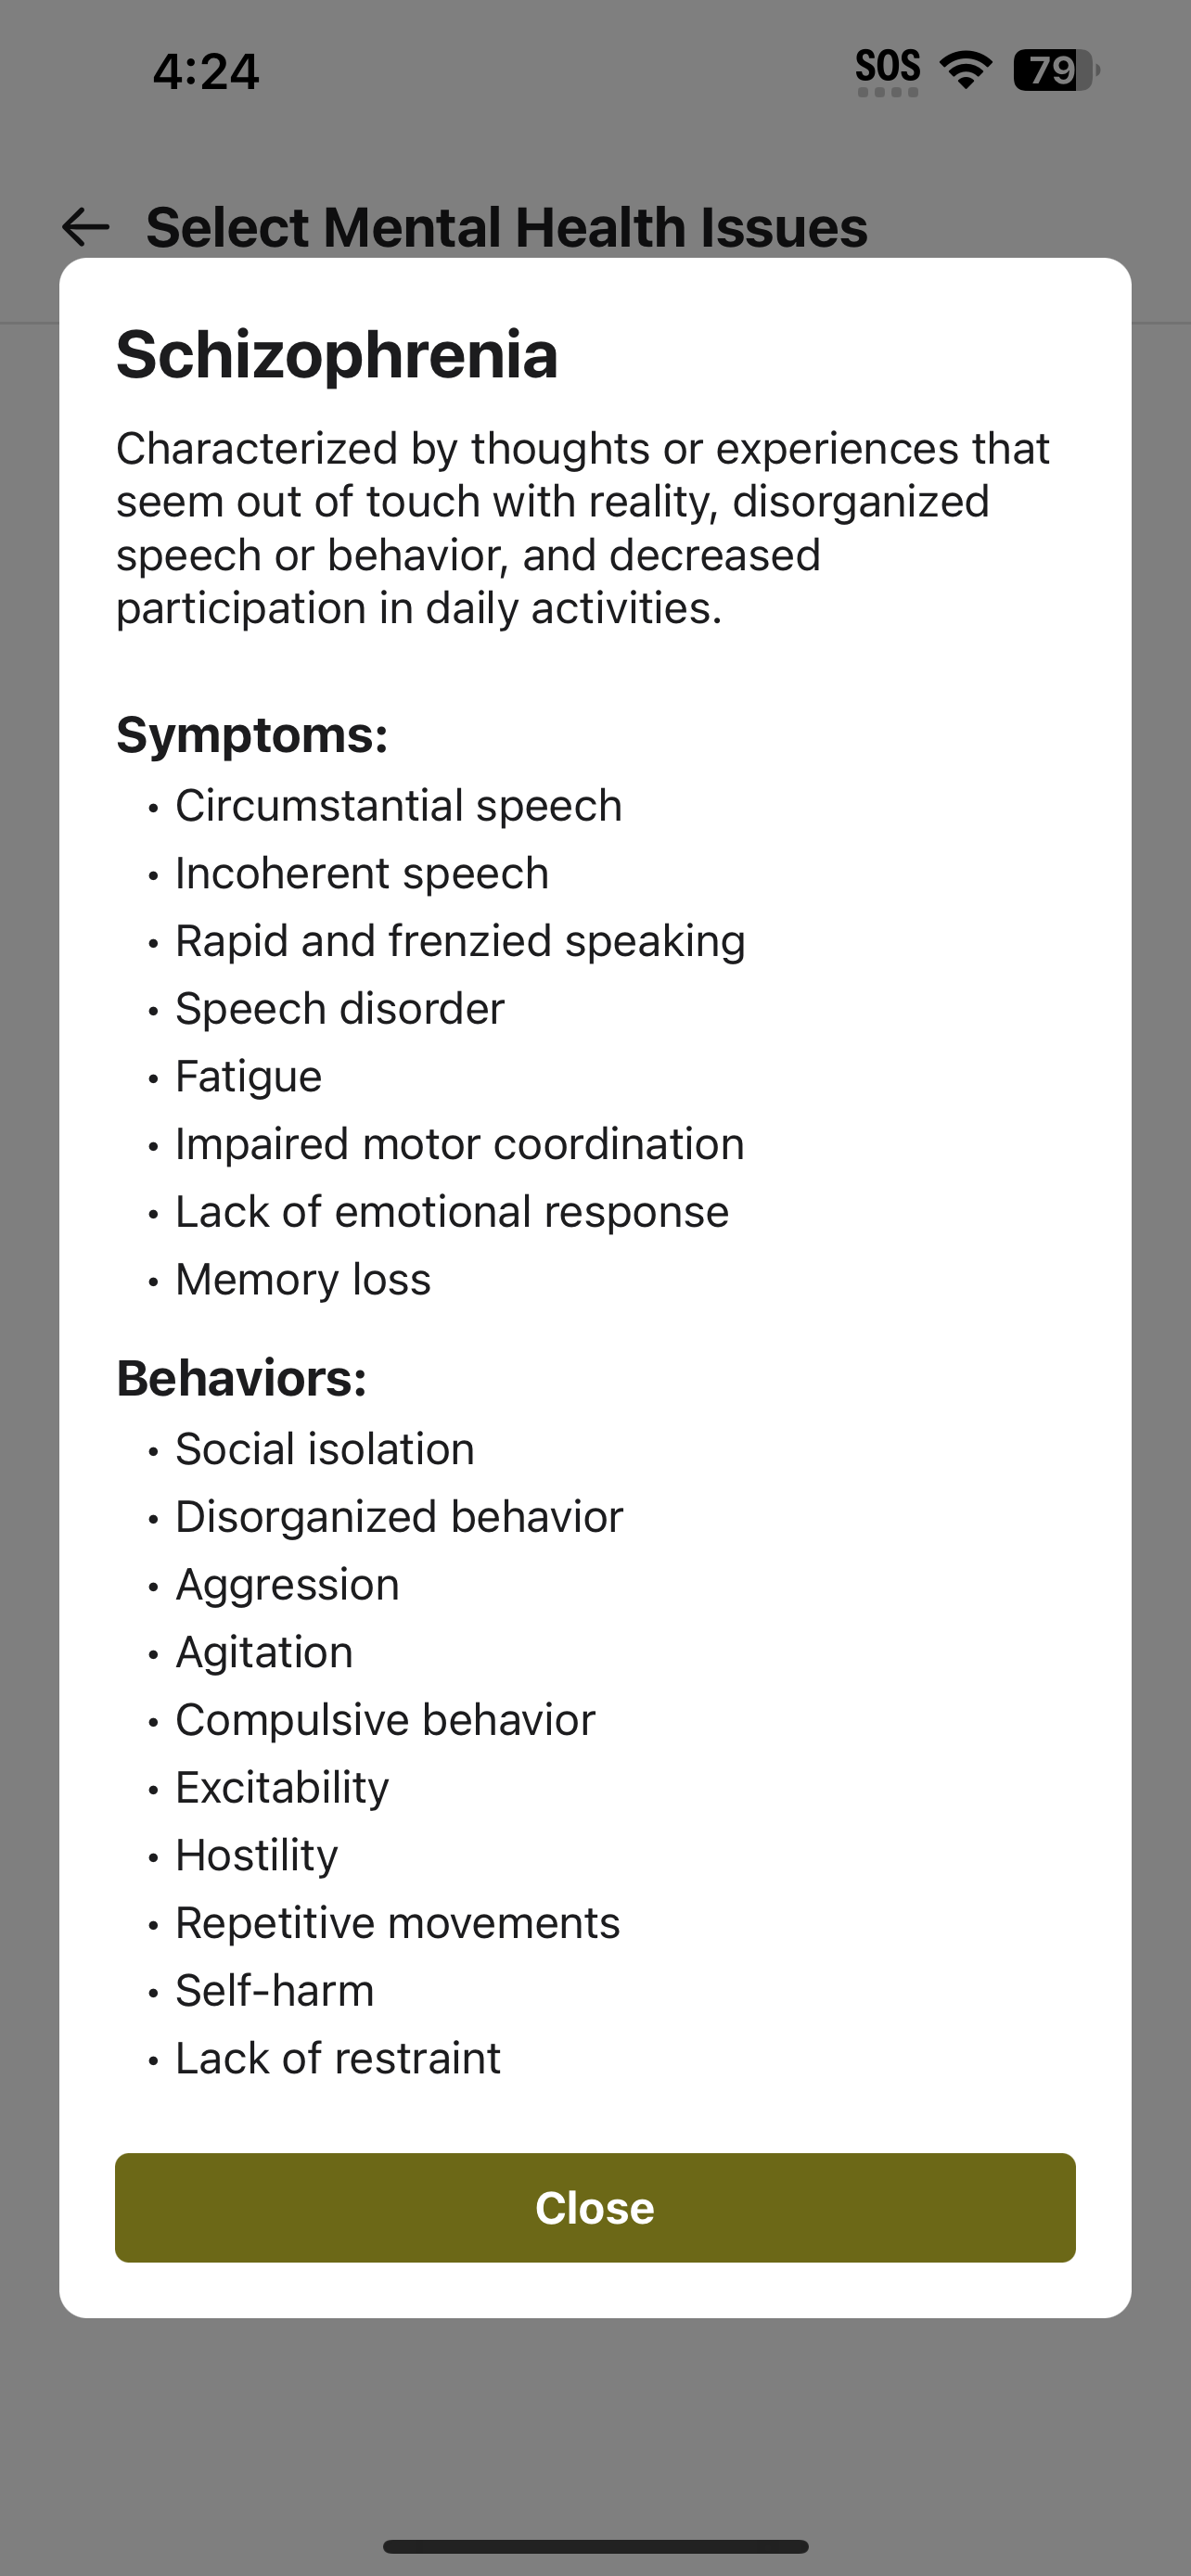 4:24
SOS
79
Select Mental Health Issues
Schizophrenia
Characterized by thoughts or experiences that
seem out of touch with reality, disorganized
speech or behavior, and decreased
participation in daily activities.
Symptoms:
• Circumstantial speech
• Incoherent speech
• Rapid and frenzied speaking
• Speech disorder
• Fatigue
• Impaired motor coordination
• Lack of emotional response
• Memory loss
Behaviors:
• Social isolation
• Disorganized behavior
• Aggression
• Agitation
• Compulsive behavior
• Excitability
• Hostility
• Repetitive movements
• Self-harm
• Lack of restraint
Close